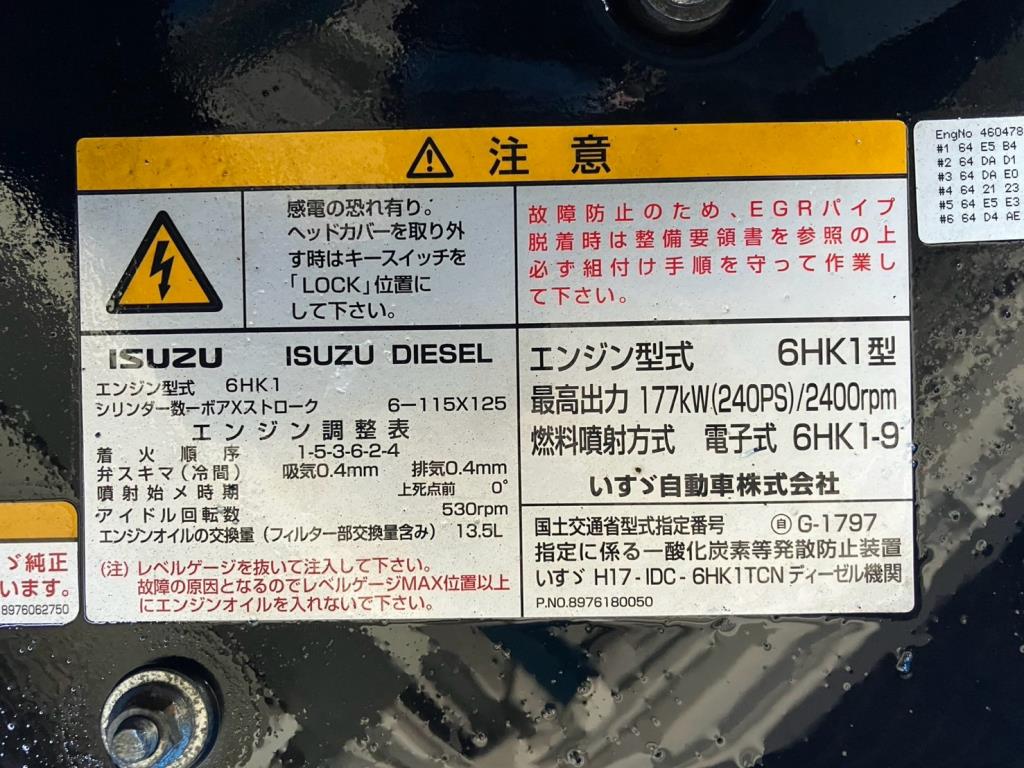 注意
感電の恐れ有り。
ヘッドカバーを取り外
す時はキースイッチを
「LOCK」位置に
して下さい。
故障防止のため、EGRパイプ
脱着時は整備要領書を参照の上
必ず組付け手順を守って作業し
て下さい。
ISUZU ISUZU DIESEL
エンジン型式 6HK1
シリンダー数ーボアXストローク 6-115X125
エンジン調整表
着火順序 1-5-3-6-2-4
弁スキマ(冷間) 吸気0.4mm 排気0.4mm
噴射始メ時期 上死点前 0°
アイドル回転数 530rpm
エンジンオイルの交換量(フィルター部交換量含み) 13.5L
(注)レベルゲージを抜いて注入して下さい。
故障の原因となるのでレベルゲージMAX位置以上
にエンジンオイルを入れないで下さい。
エンジン型式 6HK1型
最高出力 177kW(240PS)/2400rpm
燃料噴射方式 電子式 6HK1-9
いすゞ自動車株式会社
国土交通省型式指定番号 自 G-1797
指定に係る一酸化炭素等発散防止装置
いすゞ H17-IDC-6HK1TCN ディーゼル機関
P.NO.8976180050
EngNo 460478
#1 64 E5 B4
#2 64 DA D1
#3 64 DA E0
#4 64 21 23
#5 64 E5 E3
#6 64 D4 AE
ゞ純正
います。
8976062750